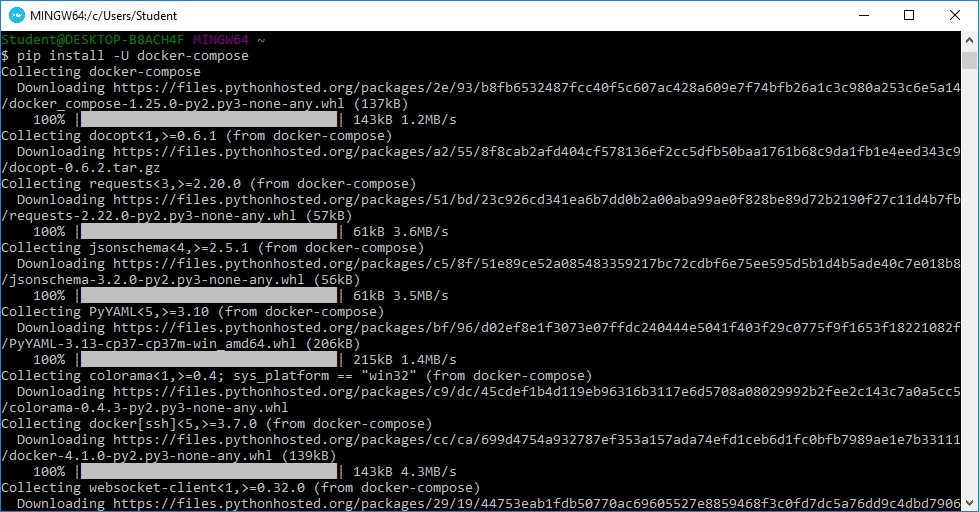 MINGW64:/c/Users/Student
Student@DESKTOP-B8ACH4F MINGW64 ~
$ pip install -U docker-compose
Collecting docker-compose
  Downloading https://files.pythonhosted.org/packages/2e/93/b8fb6532487fcc40f5c607ac428a609e7f74bfb26a1c3c980a253c6e5a14
/docker_compose-1.25.0-py2.py3-none-any.whl (137kB)
    100% |████████████████████████████████| 143kB 1.2MB/s
Collecting docopt<1,>=0.6.1 (from docker-compose)
  Downloading https://files.pythonhosted.org/packages/a2/55/8f8cab2afd404cf578136ef2cc5dfb50baa1761b68c9da1fb1e4eed343c9
/docopt-0.6.2.tar.gz
Collecting requests<3,>=2.20.0 (from docker-compose)
  Downloading https://files.pythonhosted.org/packages/51/bd/23c926cd341ea6b7dd0b2a00aba99ae0f828be89d72b2190f27c11d4b7fb
/requests-2.22.0-py2.py3-none-any.whl (57kB)
    100% |████████████████████████████████| 61kB 3.6MB/s
Collecting jsonschema<4,>=2.5.1 (from docker-compose)
  Downloading https://files.pythonhosted.org/packages/c5/8f/51e89ce52a085483359217bc72cdbf6e75ee595d5b1d4b5ade40c7e018b8
/jsonschema-3.2.0-py2.py3-none-any.whl (56kB)
    100% |████████████████████████████████| 61kB 3.5MB/s
Collecting PyYAML<5,>=3.10 (from docker-compose)
  Downloading https://files.pythonhosted.org/packages/bf/96/d02ef8e1f3073e07ffdc240444e5041f403f29c0775f9f1653f18221082f
/PyYAML-3.13-cp37-cp37m-win_amd64.whl (206kB)
    100% |████████████████████████████████| 215kB 1.4MB/s
Collecting colorama<1,>=0.4; sys_platform == "win32" (from docker-compose)
  Downloading https://files.pythonhosted.org/packages/c9/dc/45cdef1b4d119eb96316b3117e6d5708a08029992b2fee2c143c7a0a5cc5
/colorama-0.4.3-py2.py3-none-any.whl
Collecting docker[ssh]<5,>=3.7.0 (from docker-compose)
  Downloading https://files.pythonhosted.org/packages/cc/ca/699d4754a932787ef353a157ada74efd1ceb6d1fc0bfb7989ae1e7b33111
/docker-4.1.0-py2.py3-none-any.whl (139kB)
    100% |████████████████████████████████| 143kB 4.3MB/s
Collecting websocket-client<1,>=0.32.0 (from docker-compose)
  Downloading https://files.pythonhosted.org/packages/29/19/44753eab1fdb50770ac69605527e8859468f3c0fd7dc5a76dd9c4dbd7906